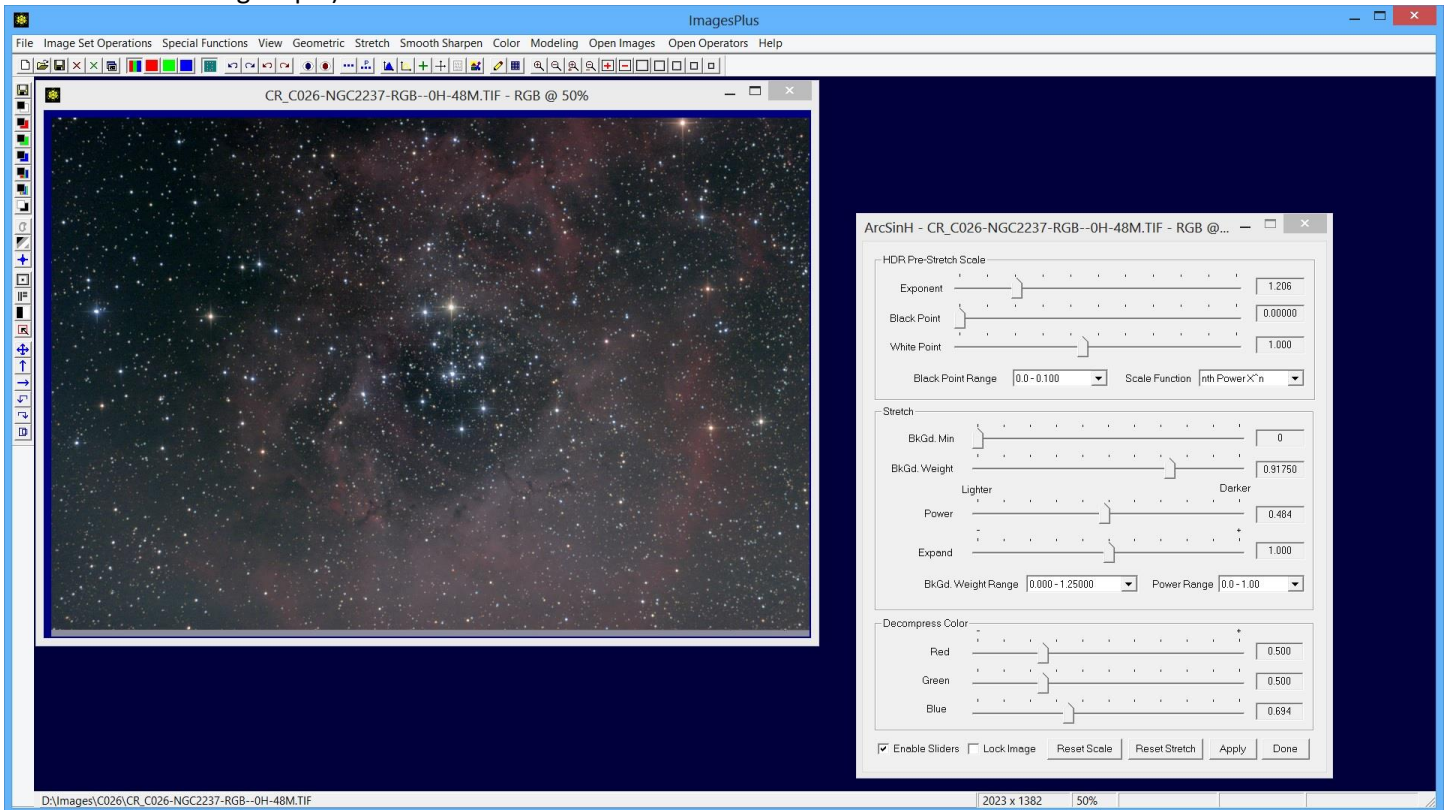 ImagesPlus
File Image Set Operations Special Functions View Geometric Stretch Smooth Sharpen Color Modeling Open Images Open Operators Help
CR_C026-NGC2237-RGB--0H-48M.TIF - RGB @ 50%
ArcSinH - CR_C026-NGC2237-RGB--0H-48M.TIF - RGB @...
HDR Pre-Stretch Scale
Exponent 1.206
Black Point 0.00000
White Point 1.000
Black Point Range 0.0 - 0.100 Scale Function nth Power X^n
Stretch
BkGd. Min 0
BkGd. Weight 0.91750
Lighter Darker
Power 0.484
- +
Expand 1.000
BkGd. Weight Range 0.000 - 1.25000 Power Range 0.0 - 1.00
Decompress Color
- +
Red 0.500
Green 0.500
Blue 0.694
Enable Sliders Lock Image Reset Scale Reset Stretch Apply Done
D:\Images\C026\CR_C026-NGC2237-RGB--0H-48M.TIF 2023 x 1382 50%